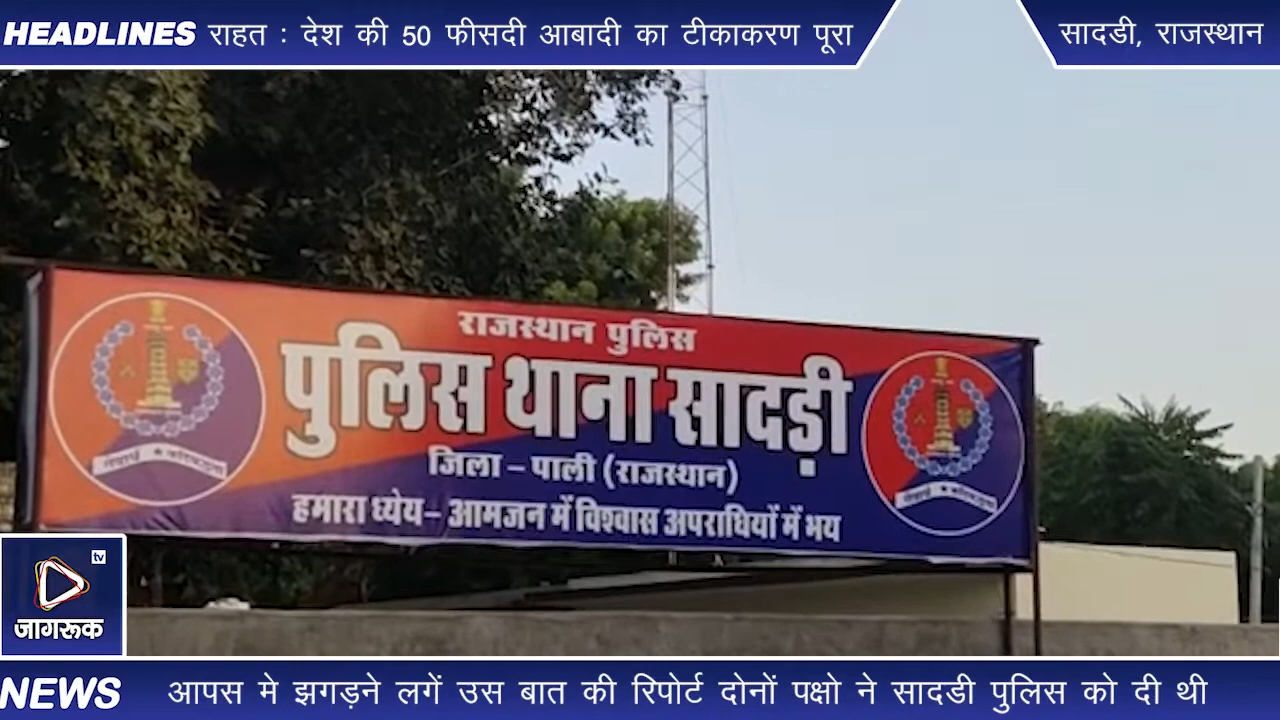 HEADLINES राहत : देश की 50 फीसदी आबादी का टीकाकरण पूरा
सादडी, राजस्थान
राजस्थान पुलिस
पुलिस थाना सादड़ी
जिला – पाली (राजस्थान)
हमारा ध्येय– आमजन में विश्वास अपराधियों में भय
tv
जागरूक
NEWS आपस मे झगड़ने लगें उस बात की रिपोर्ट दोनों पक्षो ने सादडी पुलिस को दी थी